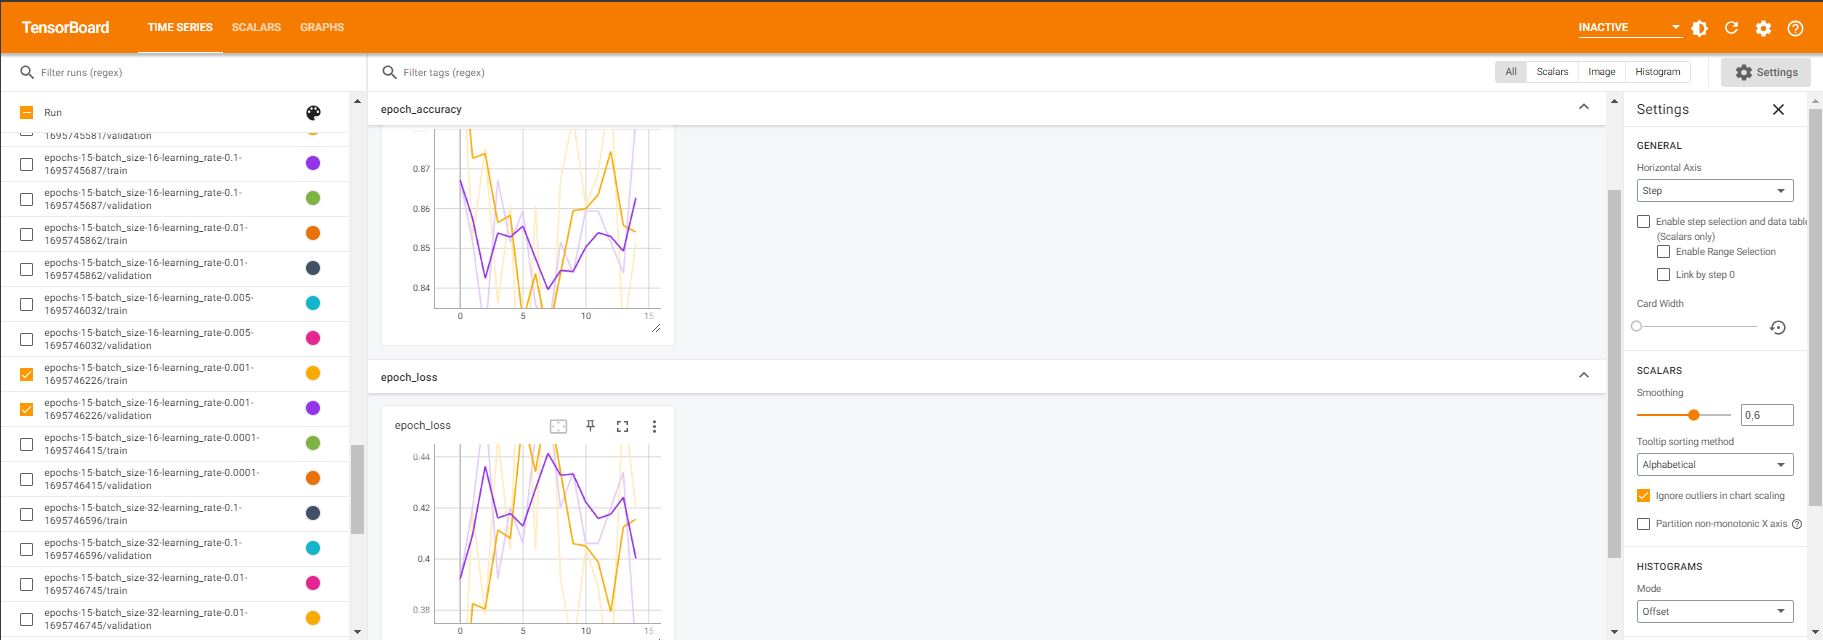 TensorBoard TIME SERIES SCALARS GRAPHS INACTIVE
Filter runs (regex)
Filter tags (regex)
All Scalars Image Histogram Settings
Run
1695745581/validation
epochs-15-batch_size-16-learning_rate-0.1-
1695745687/train
epochs-15-batch_size-16-learning_rate-0.1-
1695745687/validation
epochs-15-batch_size-16-learning_rate-0.01-
1695745862/train
epochs-15-batch_size-16-learning_rate-0.01-
1695745862/validation
epochs-15-batch_size-16-learning_rate-0.005-
1695746032/train
epochs-15-batch_size-16-learning_rate-0.005-
1695746032/validation
epochs-15-batch_size-16-learning_rate-0.001-
1695746226/train
epochs-15-batch_size-16-learning_rate-0.001-
1695746226/validation
epochs-15-batch_size-16-learning_rate-0.0001-
1695746415/train
epochs-15-batch_size-16-learning_rate-0.0001-
1695746415/validation
epochs-15-batch_size-32-learning_rate-0.1-
1695746596/train
epochs-15-batch_size-32-learning_rate-0.1-
1695746596/validation
epochs-15-batch_size-32-learning_rate-0.01-
1695746745/train
epochs-15-batch_size-32-learning_rate-0.01-
1695746745/validation
epoch_accuracy
0.87
0.86
0.85
0.84
0 5 10 15
epoch_loss
epoch_loss
0.44
0.42
0.4
0.38
0 5 10 15
Settings
GENERAL
Horizontal Axis
Step
Enable step selection and data table
(Scalars only)
Enable Range Selection
Link by step 0
Card Width
SCALARS
Smoothing
0,6
Tooltip sorting method
Alphabetical
Ignore outliers in chart scaling
Partition non-monotonic X axis
HISTOGRAMS
Mode
Offset